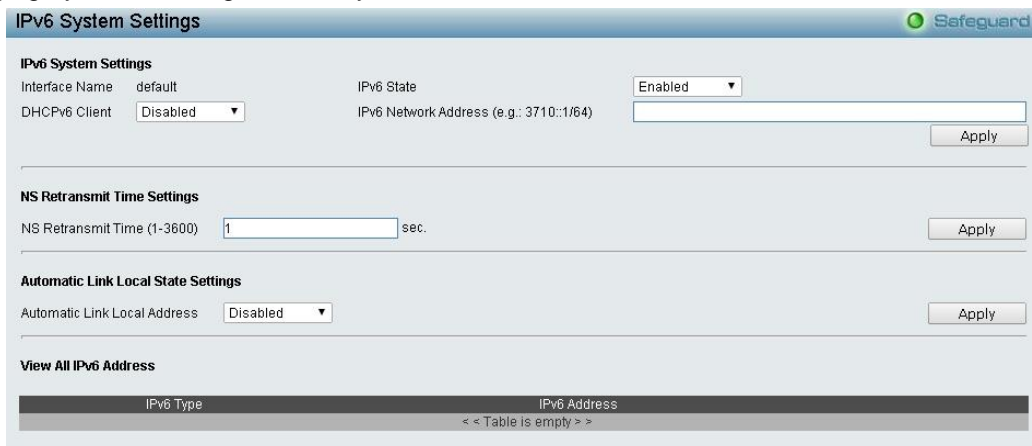 IPv6 System Settings Safeguard
IPv6 System Settings
Interface Name default IPv6 State Enabled
DHCPv6 Client Disabled IPv6 Network Address (e.g.: 3710::1/64)
Apply
NS Retransmit Time Settings
NS Retransmit Time (1-3600) 1 sec. Apply
Automatic Link Local State Settings
Automatic Link Local Address Disabled Apply
View All IPv6 Address
IPv6 Type IPv6 Address
< < Table is empty > >